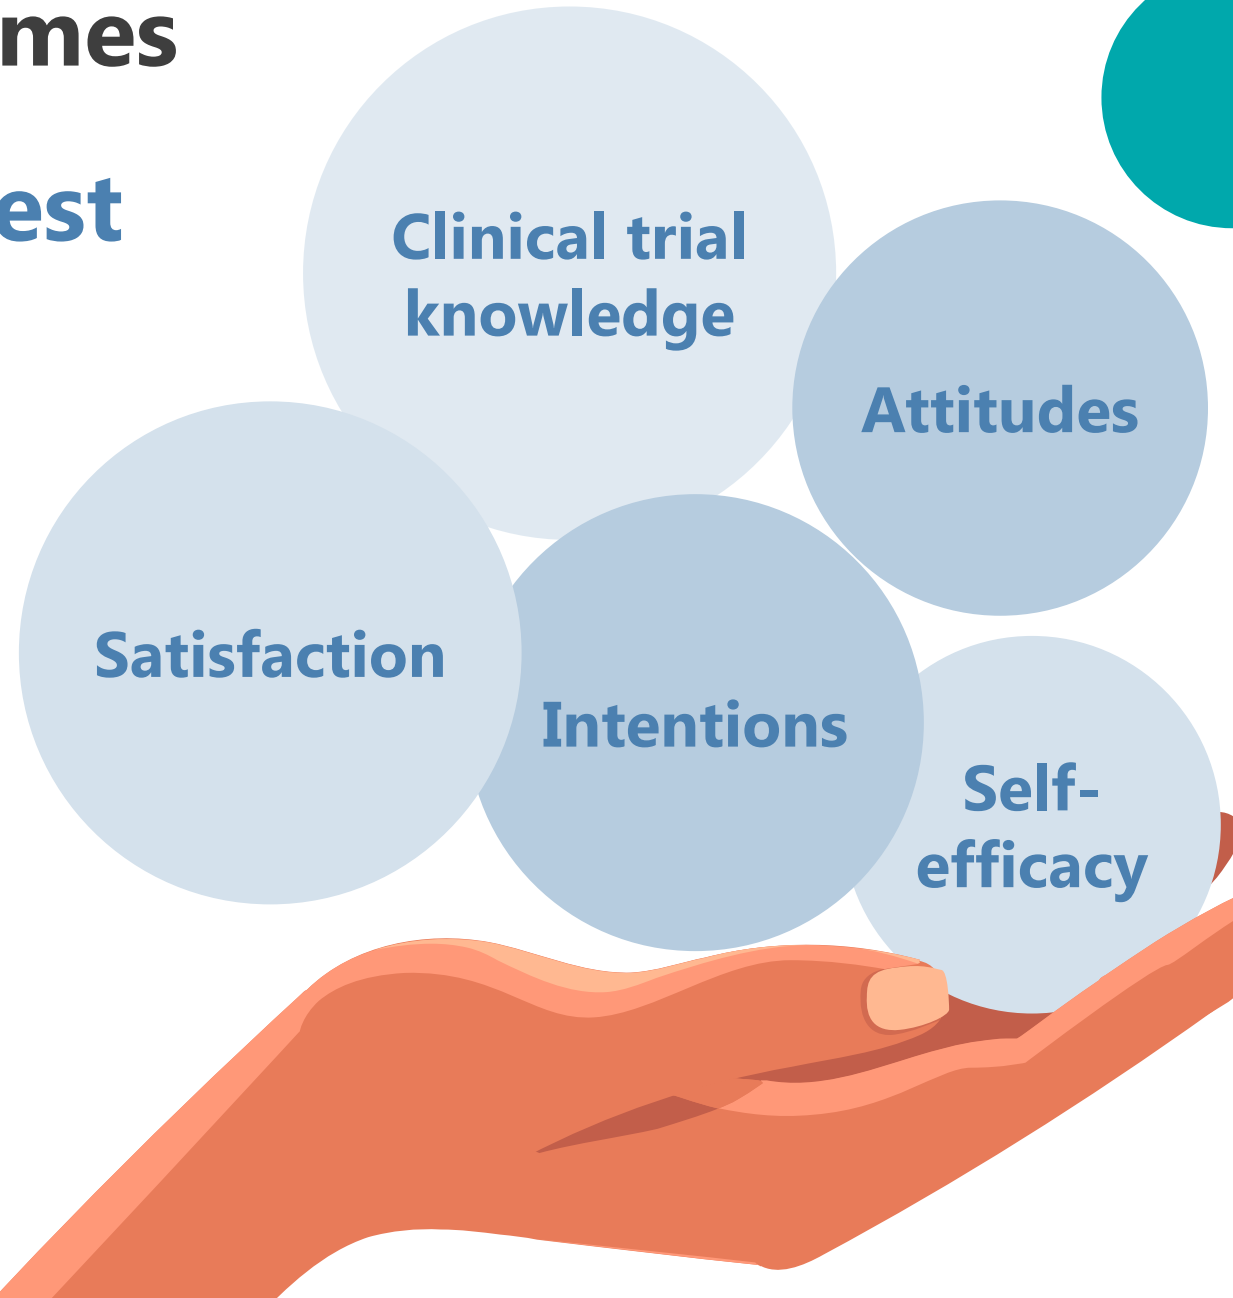 mes
est
Clinical trial
knowledge
Attitudes
Satisfaction
Intentions
Self-
efficacy